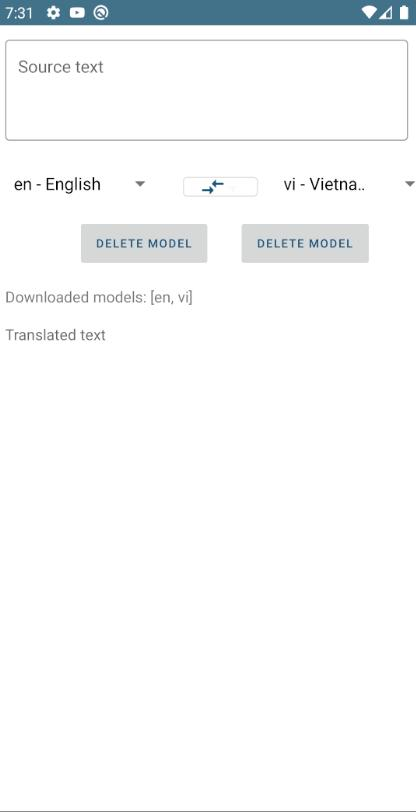 7:31
Source text
en - English vi - Vietna..
DELETE MODEL DELETE MODEL
Downloaded models: [en, vi]
Translated text